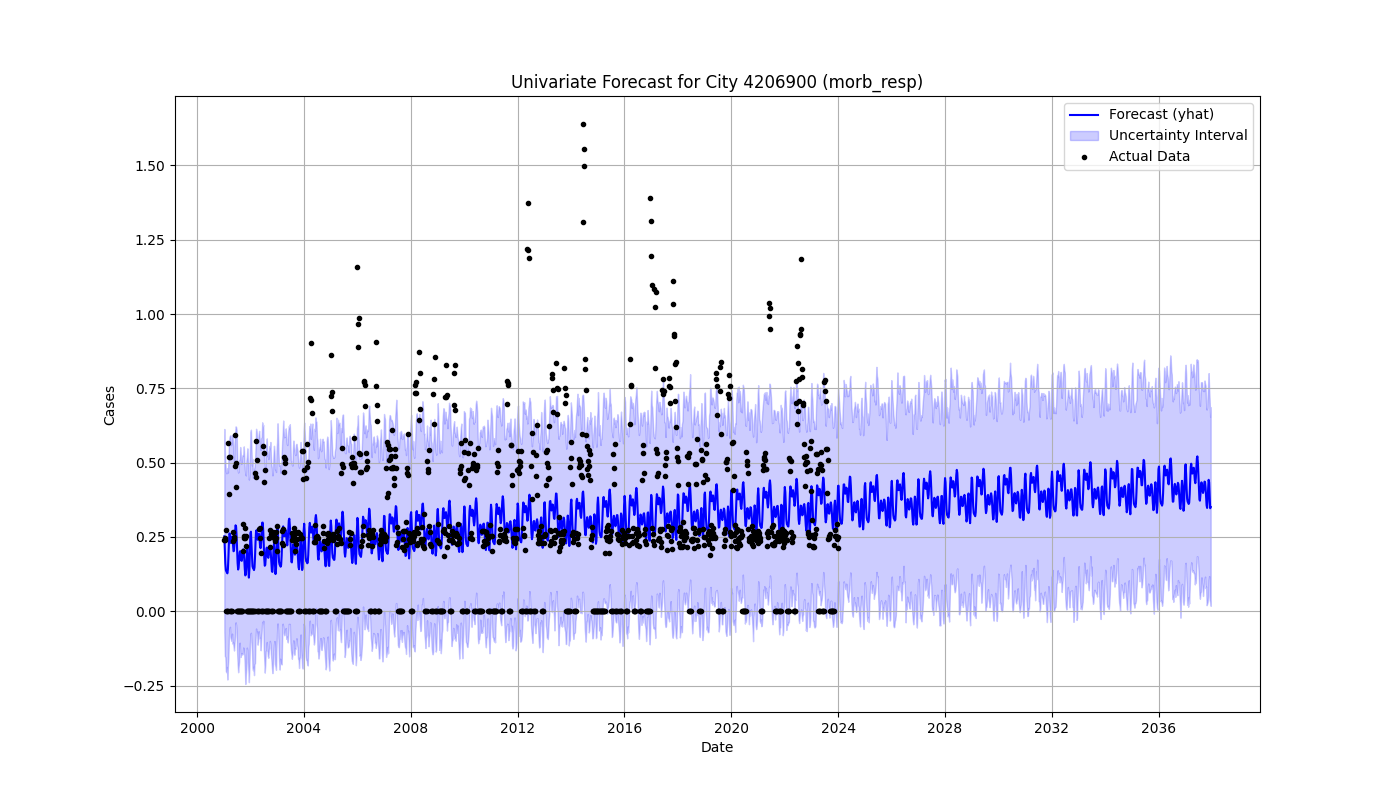 Univariate Forecast for City 4206900 (morb_resp)
Forecast (yhat)
Uncertainty Interval
Actual Data
Cases
1.50
1.25
1.00
0.75
0.50
0.25
0.00
−0.25
2000 2004 2008 2012 2016 2020 2024 2028 2032 2036
Date